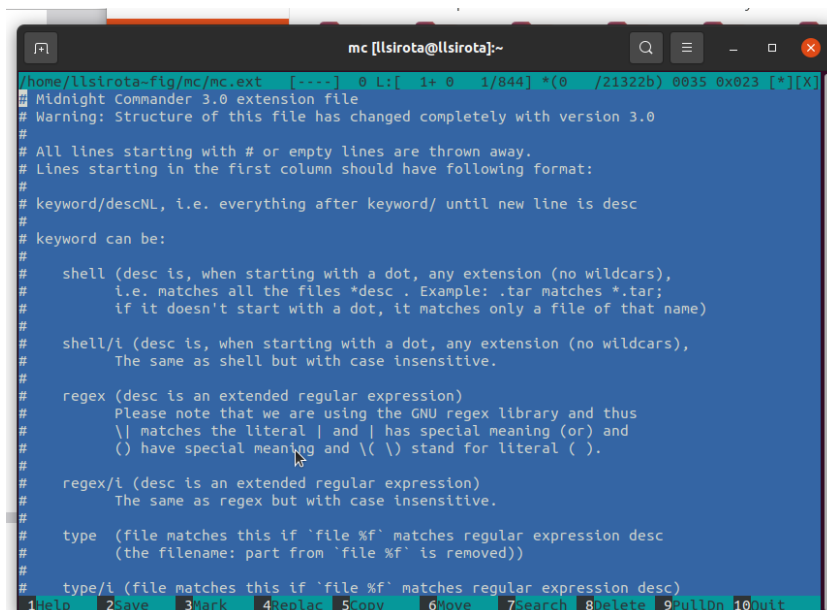 mc [llsirota@llsirota]:~
/home/llsirota~fig/mc/mc.ext [----] 0 L:[ 1+ 0 1/844] *(0 /21322b) 0035 0x023 [*][X]
# Midnight Commander 3.0 extension file
# Warning: Structure of this file has changed completely with version 3.0
#
# All lines starting with # or empty lines are thrown away.
# Lines starting in the first column should have following format:
#
# keyword/descNL, i.e. everything after keyword/ until new line is desc
#
# keyword can be:
#
#    shell (desc is, when starting with a dot, any extension (no wildcars),
#          i.e. matches all the files *desc . Example: .tar matches *.tar;
#          if it doesn't start with a dot, it matches only a file of that name)
#
#    shell/i (desc is, when starting with a dot, any extension (no wildcars),
#          The same as shell but with case insensitive.
#
#    regex (desc is an extended regular expression)
#          Please note that we are using the GNU regex library and thus
#          \| matches the literal | and | has special meaning (or) and
#          () have special meaning and \( \) stand for literal ( ).
#
#    regex/i (desc is an extended regular expression)
#          The same as regex but with case insensitive.
#
#    type  (file matches this if `file %f` matches regular expression desc
#          (the filename: part from `file %f` is removed))
#
#    type/i (file matches this if `file %f` matches regular expression desc)
1Help 2Save 3Mark 4Replac 5Copy 6Move 7Search 8Delete 9PullDn 10Quit